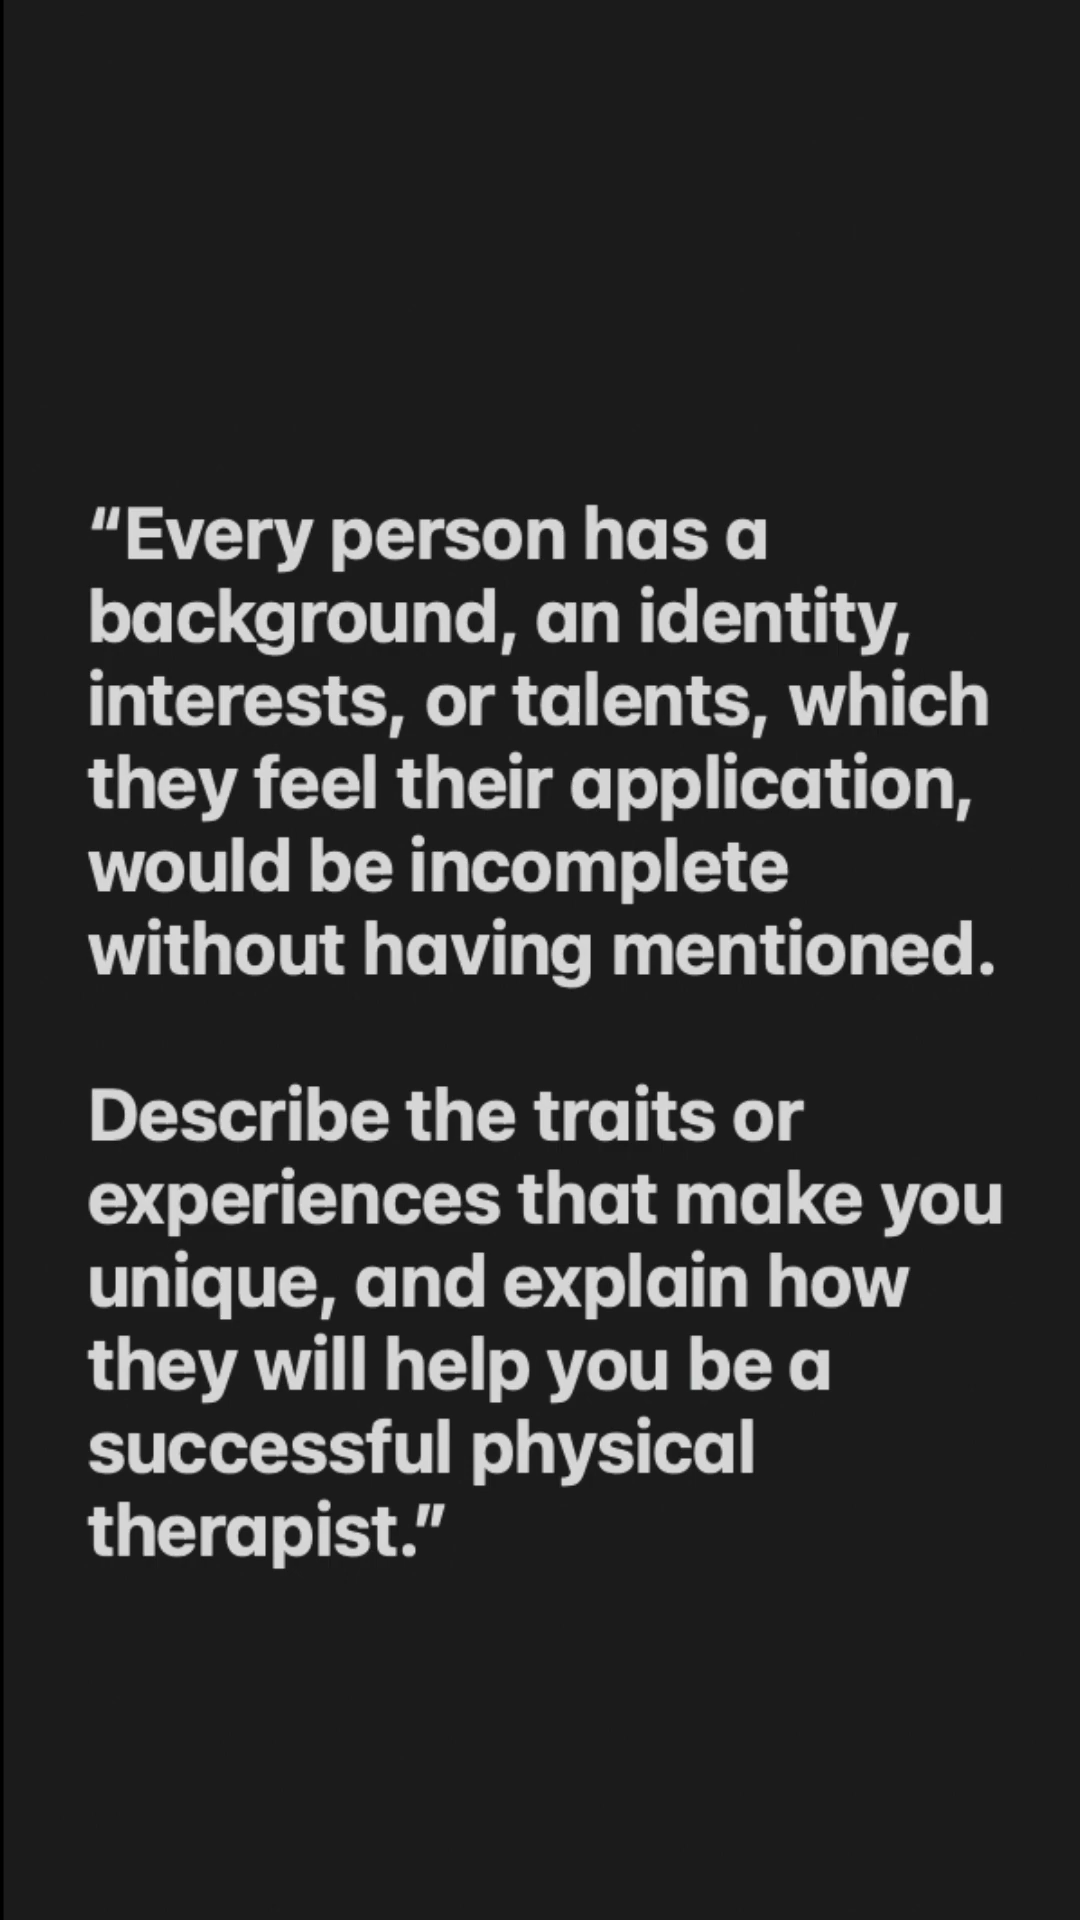 “Every person has a
background, an identity,
interests, or talents, which
they feel their application,
would be incomplete
without having mentioned.
Describe the traits or
experiences that make you
unique, and explain how
they will help you be a
successful physical
therapist.”